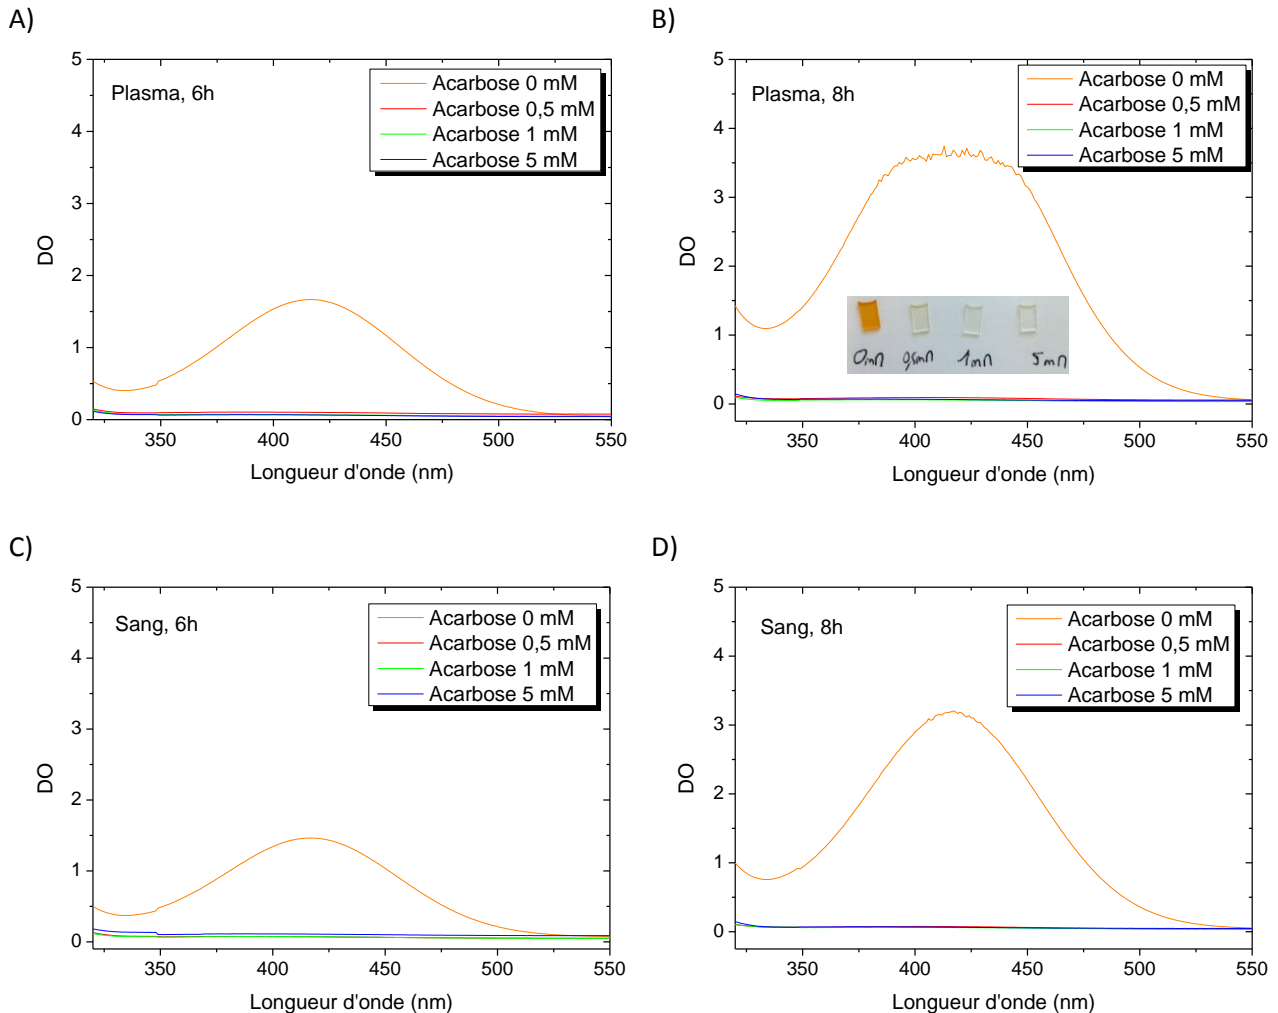 A)
5
4
3
2
1
0
DO
Plasma, 6h
Acarbose 0 mM
Acarbose 0,5 mM
Acarbose 1 mM
Acarbose 5 mM
350 400 450 500 550
Longueur d'onde (nm)
B)
5
4
3
2
1
0
DO
Plasma, 8h
Acarbose 0 mM
Acarbose 0,5 mM
Acarbose 1 mM
Acarbose 5 mM
0mM 0,5mM 1mM 5mM
350 400 450 500 550
Longueur d'onde (nm)
C)
5
4
3
2
1
0
DO
Sang, 6h
Acarbose 0 mM
Acarbose 0,5 mM
Acarbose 1 mM
Acarbose 5 mM
350 400 450 500 550
Longueur d'onde (nm)
D)
5
4
3
2
1
0
DO
Sang, 8h
Acarbose 0 mM
Acarbose 0,5 mM
Acarbose 1 mM
Acarbose 5 mM
350 400 450 500 550
Longueur d'onde (nm)